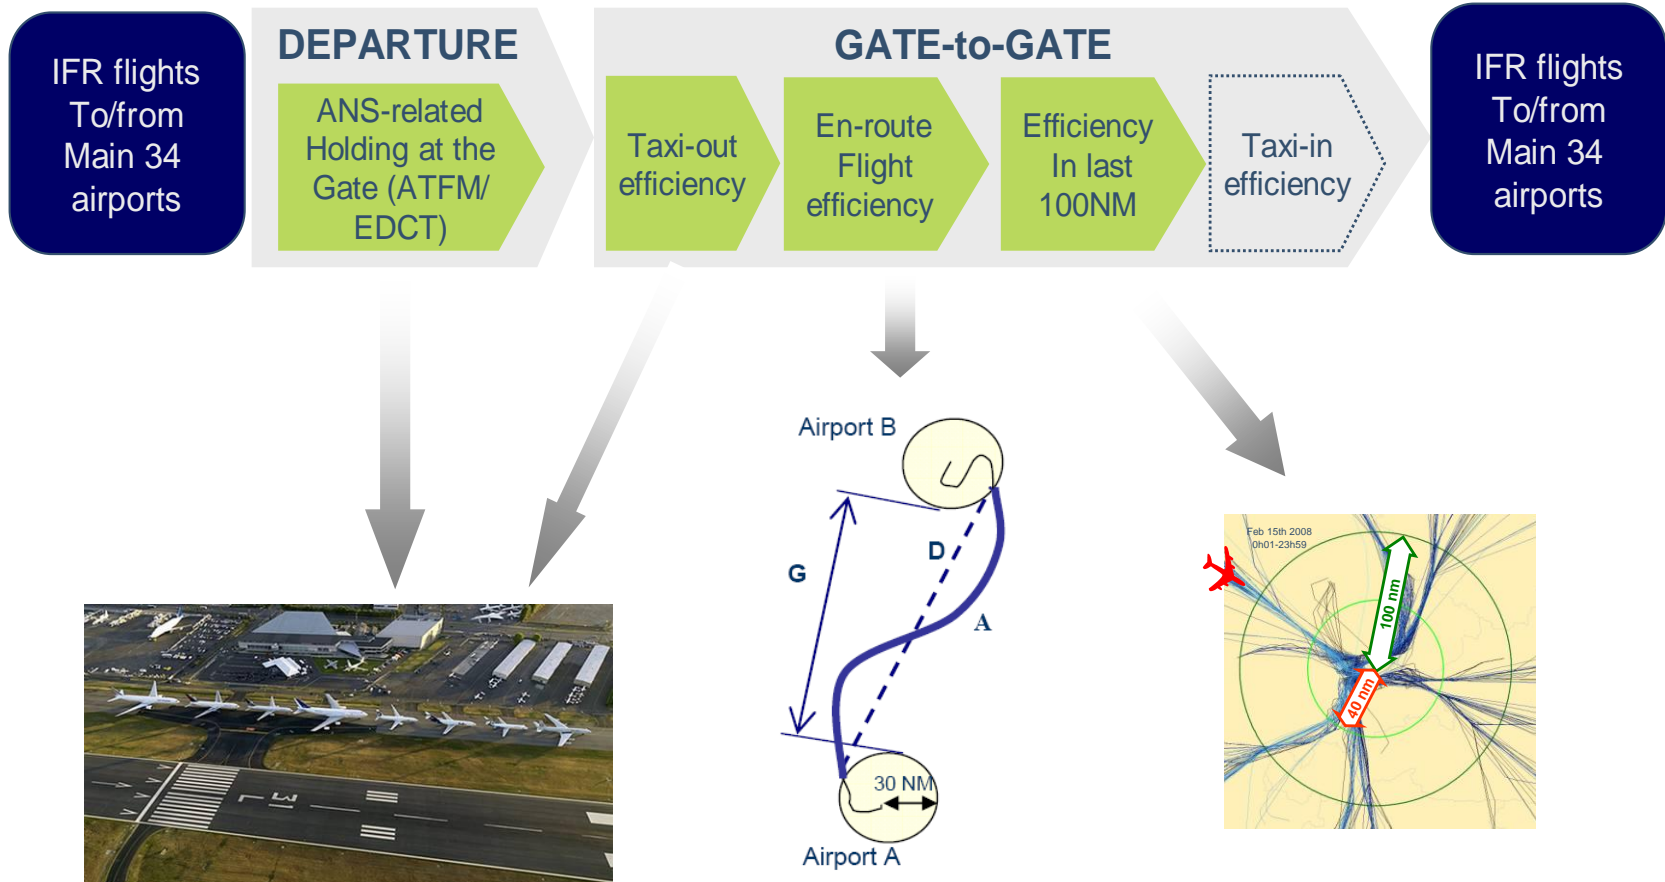 IFR flights
To/from
Main 34
airports
DEPARTURE
ANS-related
Holding at the
Gate (ATFM/
EDCT)
GATE-to-GATE
Taxi-out
efficiency
En-route
Flight
efficiency
Efficiency
In last
100NM
Taxi-in
efficiency
IFR flights
To/from
Main 34
airports
Airport B
G
D
A
30 NM
Airport A
Feb 15th 2008
0h01-23h59
100 nm
40 nm